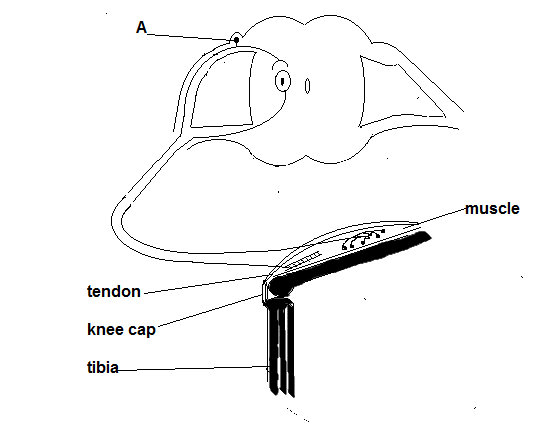 A
muscle
tendon
knee cap
tibia